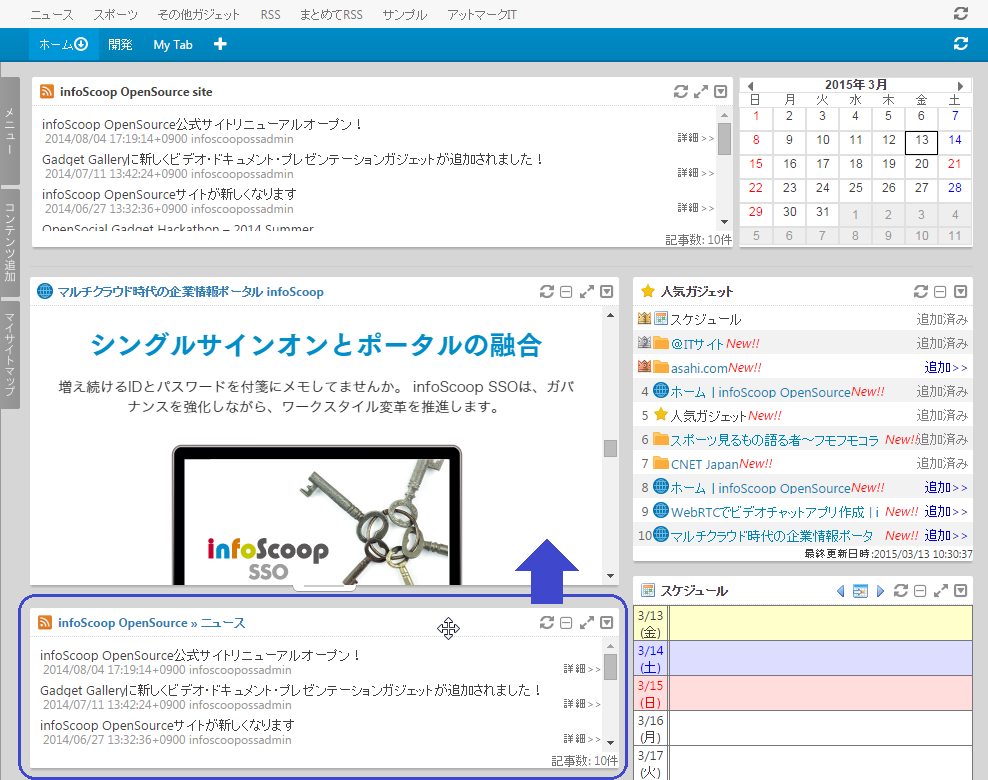 ニュース スポーツ その他ガジェット RSS まとめてRSS サンプル アットマークIT
ホーム 開発 My Tab
メニュー
コンテンツ追加
マイサイトマップ
infoScoop OpenSource site
infoScoop OpenSource公式サイトリニューアルオープン！
2014/08/04 17:19:14+0900 infoscoopossadmin
詳細>>
Gadget Galleryに新しくビデオ・ドキュメント・プレゼンテーションガジェットが追加されました！
2014/07/11 13:42:24+0900 infoscoopossadmin
詳細>>
infoScoop OpenSourceサイトが新しくなります
2014/06/27 13:32:36+0900 infoscoopossadmin
詳細>>
OpenSocial Gadget Hackathon – 2014 Summer
記事数: 10件
2015年 3月
日 月 火 水 木 金 土
1 2 3 4 5 6 7
8 9 10 11 12 13 14
15 16 17 18 19 20 21
22 23 24 25 26 27 28
29 30 31 1 2 3 4
5 6 7 8 9 10 11
マルチクラウド時代の企業情報ポータル infoScoop
シングルサインオンとポータルの融合
増え続けるIDとパスワードを付箋にメモしてませんか。 infoScoop SSOは、ガバ
ナンスを強化しながら、ワークスタイル変革を推進します。
infoScoop
SSO
infoScoop OpenSource » ニュース
infoScoop OpenSource公式サイトリニューアルオープン！
2014/08/04 17:19:14+0900 infoscoopossadmin
詳細>>
Gadget Galleryに新しくビデオ・ドキュメント・プレゼンテーションガジェットが追加されました！
2014/07/11 13:42:24+0900 infoscoopossadmin
詳細>>
infoScoop OpenSourceサイトが新しくなります
2014/06/27 13:32:36+0900 infoscoopossadmin
詳細>>
記事数: 10件
人気ガジェット
スケジュール 追加済み
@ITサイトNew!! 追加済み
asahi.comNew!! 追加>>
4 ホーム | infoScoop OpenSourceNew!! 追加済み
5 人気ガジェットNew!! 追加済み
6 スポーツ見るもの語る者～フモフモコラ New!! 追加済み
7 CNET JapanNew!! 追加済み
8 ホーム | infoScoop OpenSourceNew!! 追加>>
9 WebRTCでビデオチャットアプリ作成 | i New!! 追加>>
10 マルチクラウド時代の企業情報ポータ New!! 追加>>
最終更新日時:2015/03/13 10:30:37
スケジュール
3/13
(金)
3/14
(土)
3/15
(日)
3/16
(月)
3/17
(火)